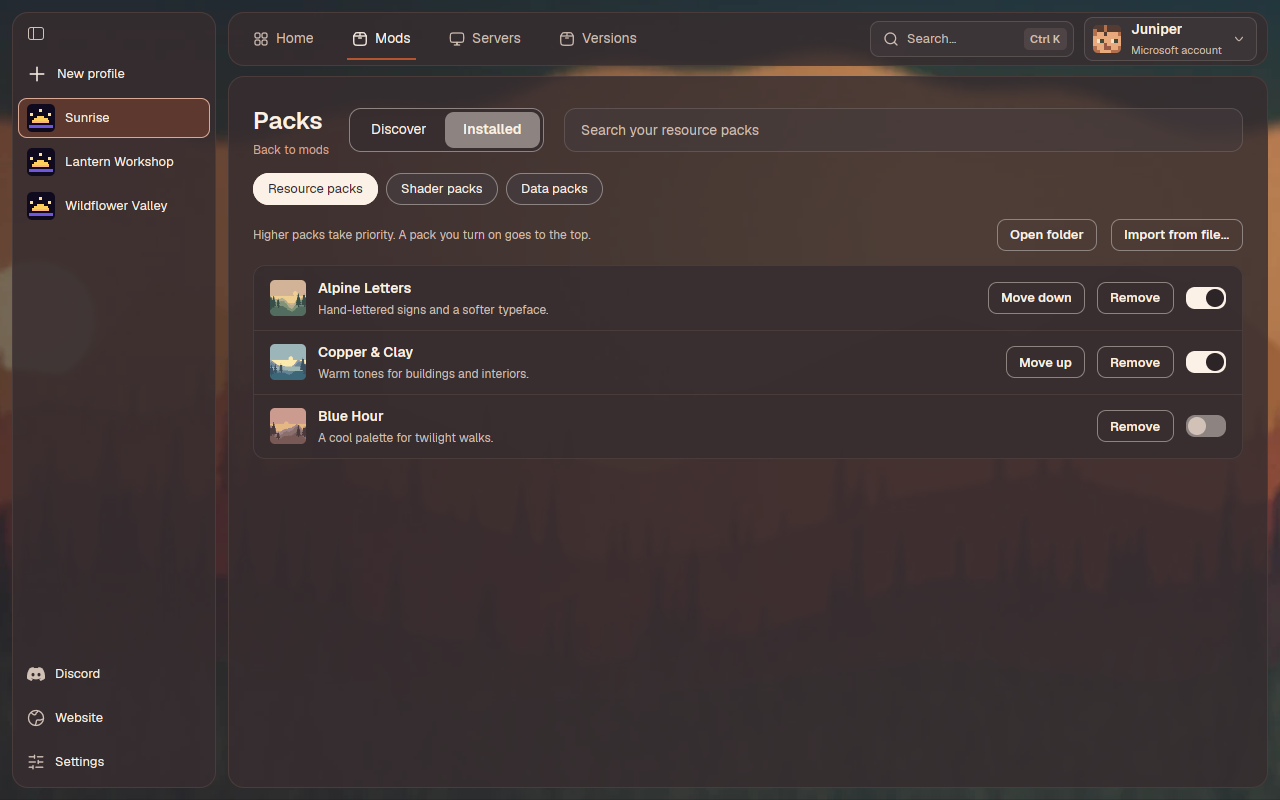 New profile
Sunrise
Lantern Workshop
Wildflower Valley
Discord
Website
Settings
Home
Mods
Servers
Versions
Search...
Ctrl K
Juniper
Microsoft account
Packs
Back to mods
Discover
Installed
Search your resource packs
Resource packs
Shader packs
Data packs
Higher packs take priority. A pack you turn on goes to the top.
Open folder
Import from file...
Alpine Letters
Hand-lettered signs and a softer typeface.
Move down
Remove
Copper & Clay
Warm tones for buildings and interiors.
Move up
Remove
Blue Hour
A cool palette for twilight walks.
Remove